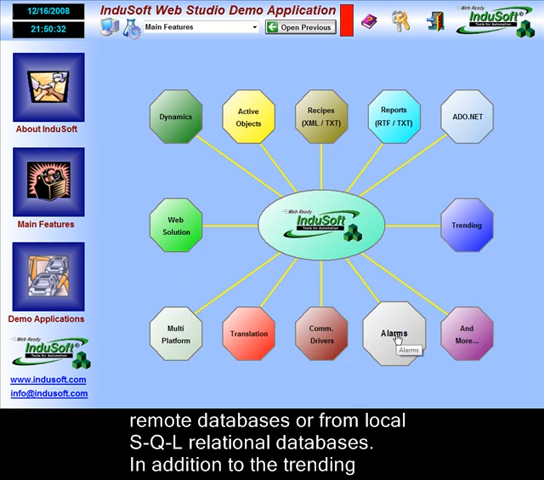 12/16/2008
21:50:32
InduSoft Web Studio Demo Application
Main Features
Open Previous
Web Ready
InduSoft®
Tools for Automation
About InduSoft
Main Features
Demo Applications
Web Ready
InduSoft®
Tools for Automation
www.indusoft.com
info@indusoft.com
Dynamics
Active
Objects
Recipes
(XML / TXT)
Reports
(RTF / TXT)
ADO.NET
Web
Solution
Web Ready
InduSoft®
Tools for Automation
Trending
Multi
Platform
Translation
Comm.
Drivers
Alarms
Alarms
And
More...
remote databases or from local
S-Q-L relational databases.
In addition to the trending